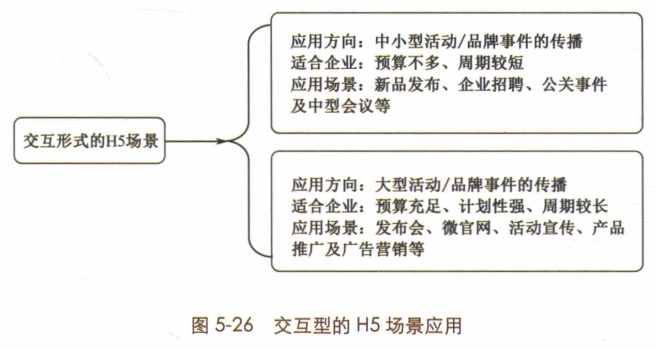 应用方向：中小型活动/品牌事件的传播
适合企业：预算不多、周期较短
应用场景：新品发布、企业招聘、公关事件
及中型会议等
交互形式的H5场景
应用方向：大型活动/品牌事件的传播
适合企业：预算充足、计划性强、周期较长
应用场景：发布会、微官网、活动宣传、产品
推广及广告营销等
图 5-26 交互型的 H5 场景应用